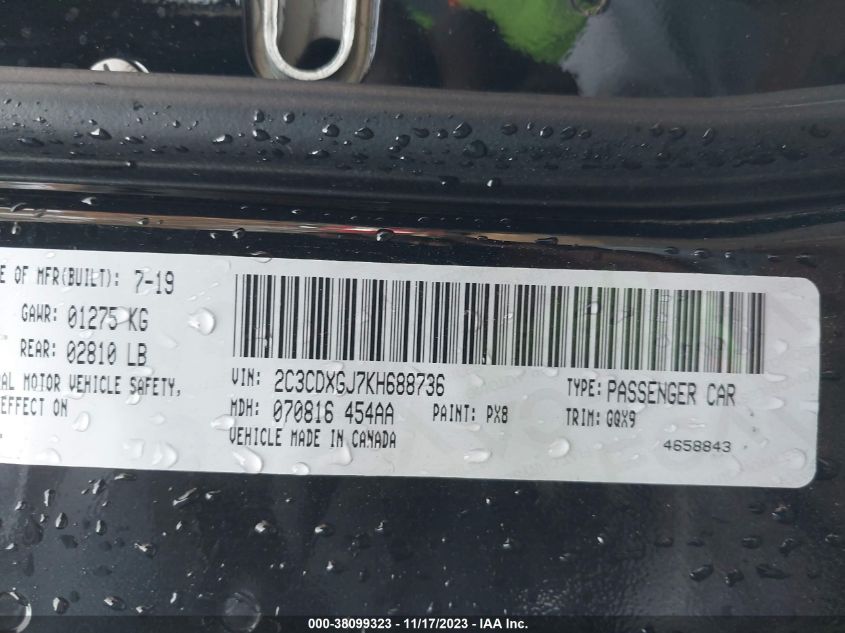 E OF MFR(BUILT): 7-19
GAWR: 01275 KG
REAR: 02810 LB
AL MOTOR VEHICLE SAFETY,
EFFECT ON
VIN: 2C3CDXGJ7KH688736
TYPE: PASSENGER CAR
MDH: 070816 454AA PAINT: PX8 TRIM: GQX9
VEHICLE MADE IN CANADA
4658843
000-38099323 - 11/17/2023 - IAA Inc.